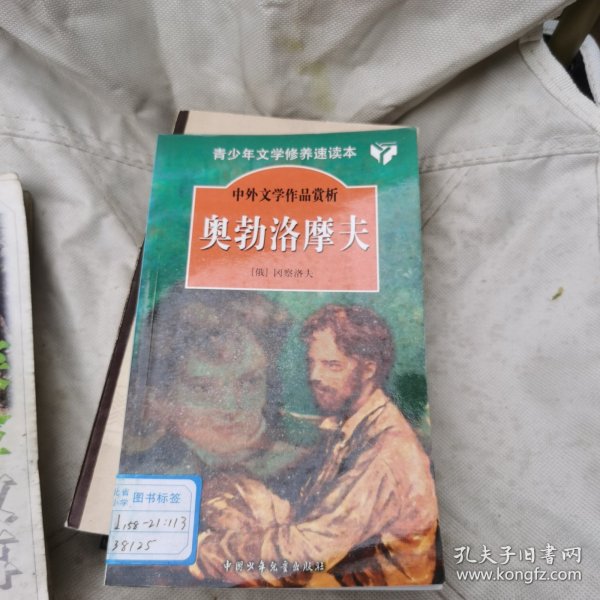 青少年文学修养速读本
中外文学作品赏析
奥勃洛摩夫
[俄] 冈察洛夫
图书标签
158-21:113
38125
中国少年儿童出版社
孔夫子旧书网
www.kongfz.com